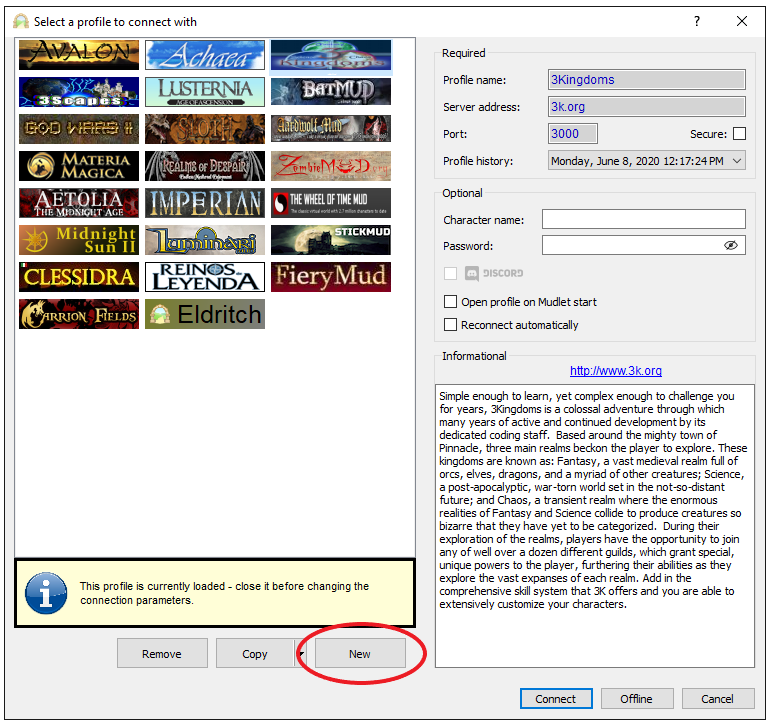 Select a profile to connect with
AVALON
Achaea
Kingdoms
3Scapes
LUSTERNIA
AGE OF ASCENSION
BATMUD
GOD WARS II
SLOTH
Aardwolf Mud
MATERIA
MAGICA
REALMS OF DESPAIR
ZombieMUD.org
AETOLIA
THE MIDNIGHT AGE
IMPERIAN
THE WHEEL OF TIME MUD
Midnight
Sun II
Luminari
STICKMUD
CLESSIDRA
REINOS
LEYENDA
FieryMud
CARRION FIELDS
Eldritch
This profile is currently loaded - close it before changing the
connection parameters.
Remove
Copy
New
Required
Profile name:
3Kingdoms
Server address:
3k.org
Port:
3000
Secure:
Profile history:
Monday, June 8, 2020 12:17:24 PM
Optional
Character name:
Password:
DISCORD
Open profile on Mudlet start
Reconnect automatically
Informational
http://www.3k.org
Simple enough to learn, yet complex enough to challenge you
for years, 3Kingdoms is a colossal adventure through which
many years of active and continued development by its
dedicated coding staff. Based around the mighty town of
Pinnacle, three main realms beckon the player to explore. These
kingdoms are known as: Fantasy, a vast medieval realm full of
orcs, elves, dragons, and a myriad of other creatures; Science,
a post-apocalyptic, war-torn world set in the not-so-distant
future; and Chaos, a transient realm where the enormous
realities of Fantasy and Science collide to produce creatures so
bizarre that they have yet to be categorized. During their
exploration of the realms, players have the opportunity to join
any of well over a dozen different guilds, which grant special,
unique powers to the player, furthering their abilities as they
explore the vast expanses of each realm. Add in the
comprehensive skill system that 3K offers and you are able to
extensively customize your characters.
Connect
Offline
Cancel